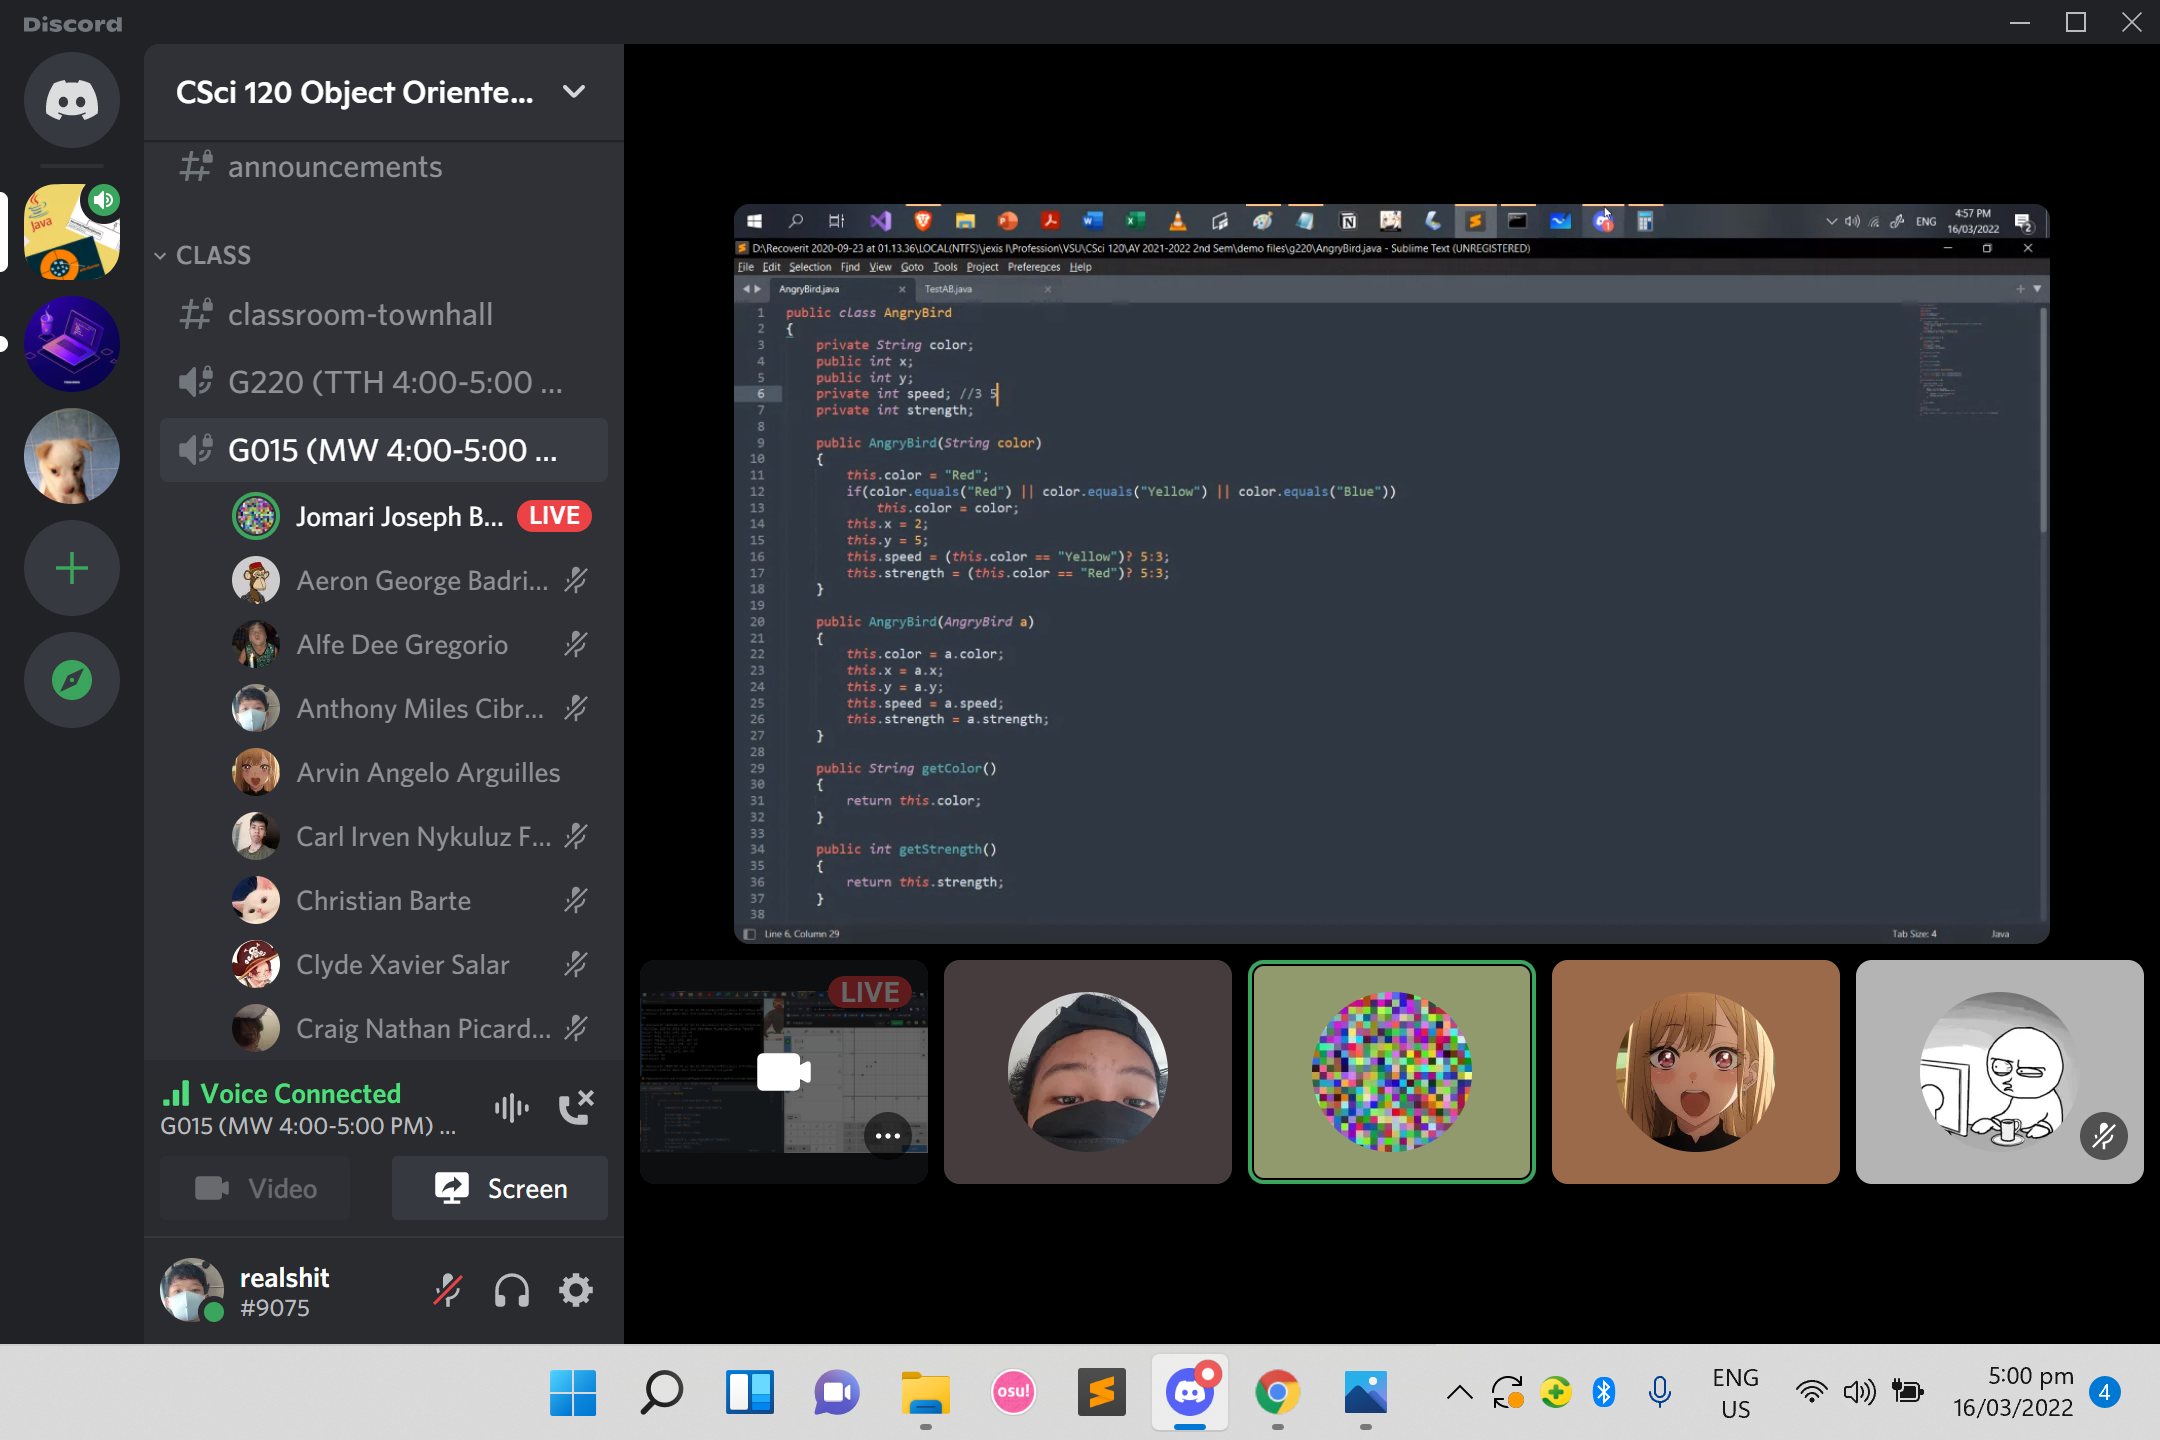 Discord
CSci 120 Object Oriente...
announcements
CLASS
classroom-townhall
G220 (TTH 4:00-5:00 ...
G015 (MW 4:00-5:00 ...
Jomari Joseph B... LIVE
Aeron George Badri...
Alfe Dee Gregorio
Anthony Miles Cibr...
Arvin Angelo Arguilles
Carl Irven Nykuluz F...
Christian Barte
Clyde Xavier Salar
Craig Nathan Picard...
Voice Connected
G015 (MW 4:00-5:00 PM) ...
Video
Screen
realshit
#9075
Java
ENG
4:57 PM
16/03/2022
2
D:\Recoverit 2020-09-23 at 01.13.36\LOCAL(NTFS)\jexis I\Profession\VSU\CSci 120\AY 2021-2022 2nd Sem\demo files\g220\AngryBird.java - Sublime Text (UNREGISTERED)
File Edit Selection Find View Goto Tools Project Preferences Help
AngryBird.java
TestAB.java
1 public class AngryBird
2 {
3 private String color;
4 public int x;
5 public int y;
6 private int speed; //3 5
7 private int strength;
8
9 public AngryBird(String color)
10 {
11 this.color = "Red";
12 if(color.equals("Red") || color.equals("Yellow") || color.equals("Blue"))
13 this.color = color;
14 this.x = 2;
15 this.y = 5;
16 this.speed = (this.color == "Yellow")? 5:3;
17 this.strength = (this.color == "Red")? 5:3;
18 }
19
20 public AngryBird(AngryBird a)
21 {
22 this.color = a.color;
23 this.x = a.x;
24 this.y = a.y;
25 this.speed = a.speed;
26 this.strength = a.strength;
27 }
28
29 public String getColor()
30 {
31 return this.color;
32 }
33
34 public int getStrength()
35 {
36 return this.strength;
37 }
38
Line 6, Column 29
Tab Size: 4
Java
LIVE
osu!
ENG
US
5:00 pm
16/03/2022
4